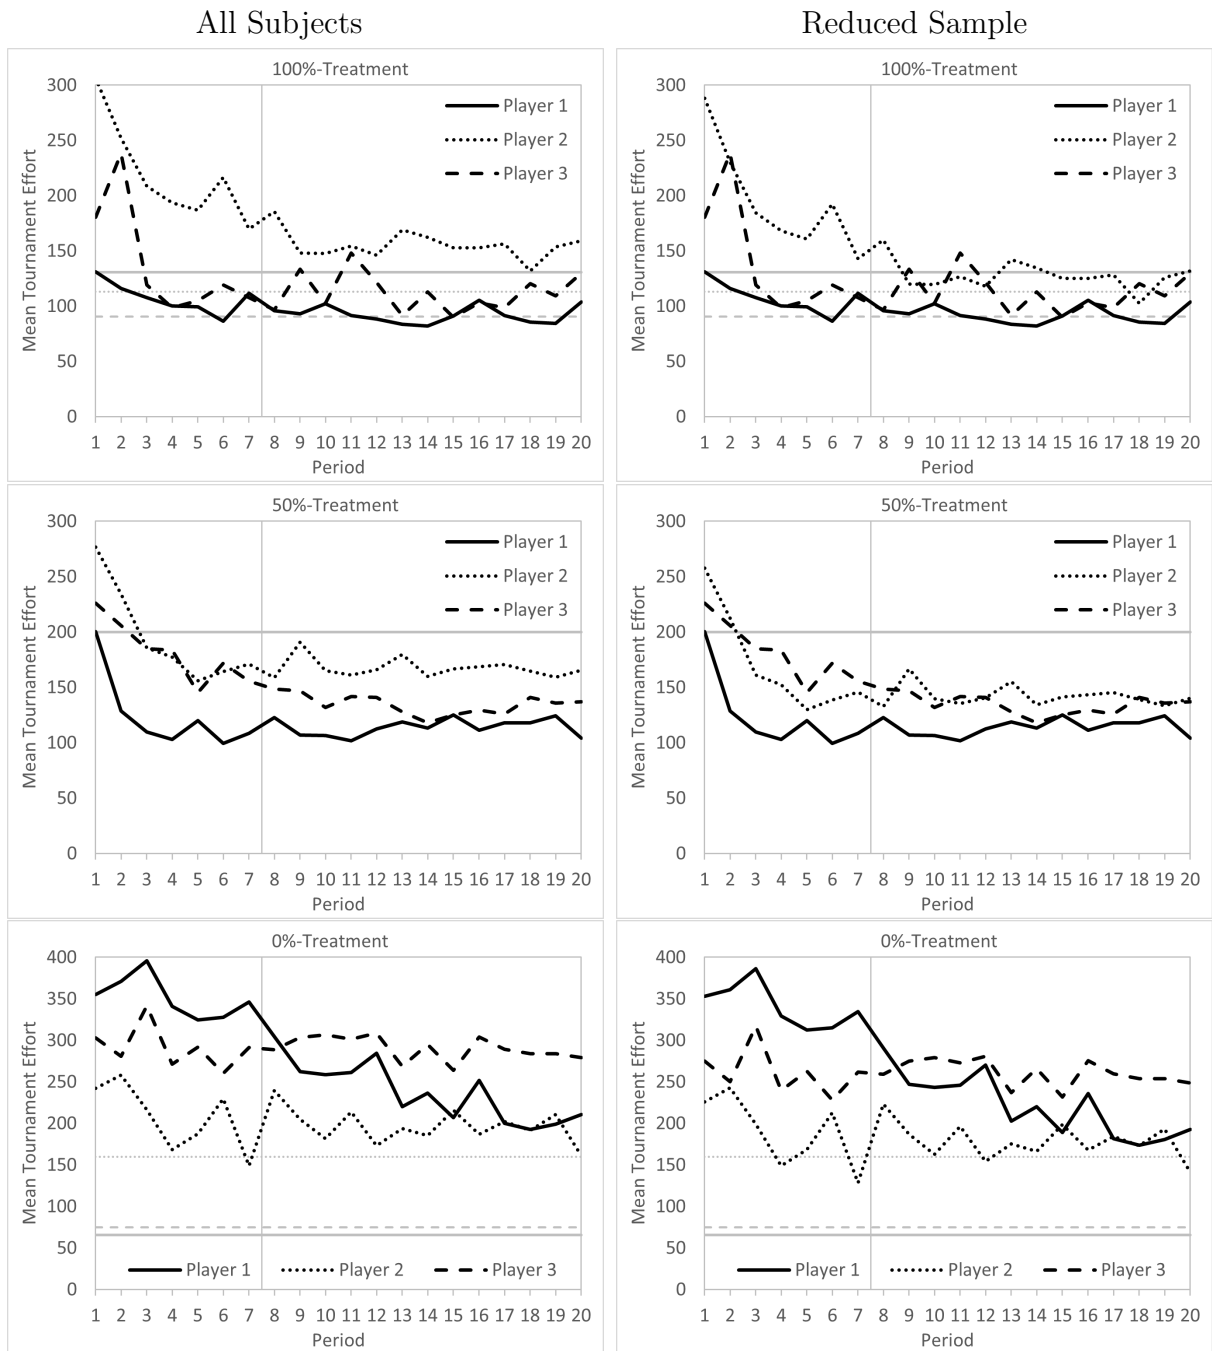 All Subjects
Reduced Sample
100%-Treatment
Mean Tournament Effort
300
250
200
150
100
50
0
Player 1
Player 2
Player 3
1 2 3 4 5 6 7 8 9 10 11 12 13 14 15 16 17 18 19 20
Period
100%-Treatment
Mean Tournament Effort
300
250
200
150
100
50
0
Player 1
Player 2
Player 3
1 2 3 4 5 6 7 8 9 10 11 12 13 14 15 16 17 18 19 20
Period
50%-Treatment
Mean Tournament Effort
300
250
200
150
100
50
0
Player 1
Player 2
Player 3
1 2 3 4 5 6 7 8 9 10 11 12 13 14 15 16 17 18 19 20
Period
50%-Treatment
Mean Tournament Effort
300
250
200
150
100
50
0
Player 1
Player 2
Player 3
1 2 3 4 5 6 7 8 9 10 11 12 13 14 15 16 17 18 19 20
Period
0%-Treatment
Mean Tournament Effort
400
350
300
250
200
150
100
50
0
Player 1 Player 2 Player 3
1 2 3 4 5 6 7 8 9 10 11 12 13 14 15 16 17 18 19 20
Period
0%-Treatment
Mean Tournament Effort
400
350
300
250
200
150
100
50
0
Player 1 Player 2 Player 3
1 2 3 4 5 6 7 8 9 10 11 12 13 14 15 16 17 18 19 20
Period